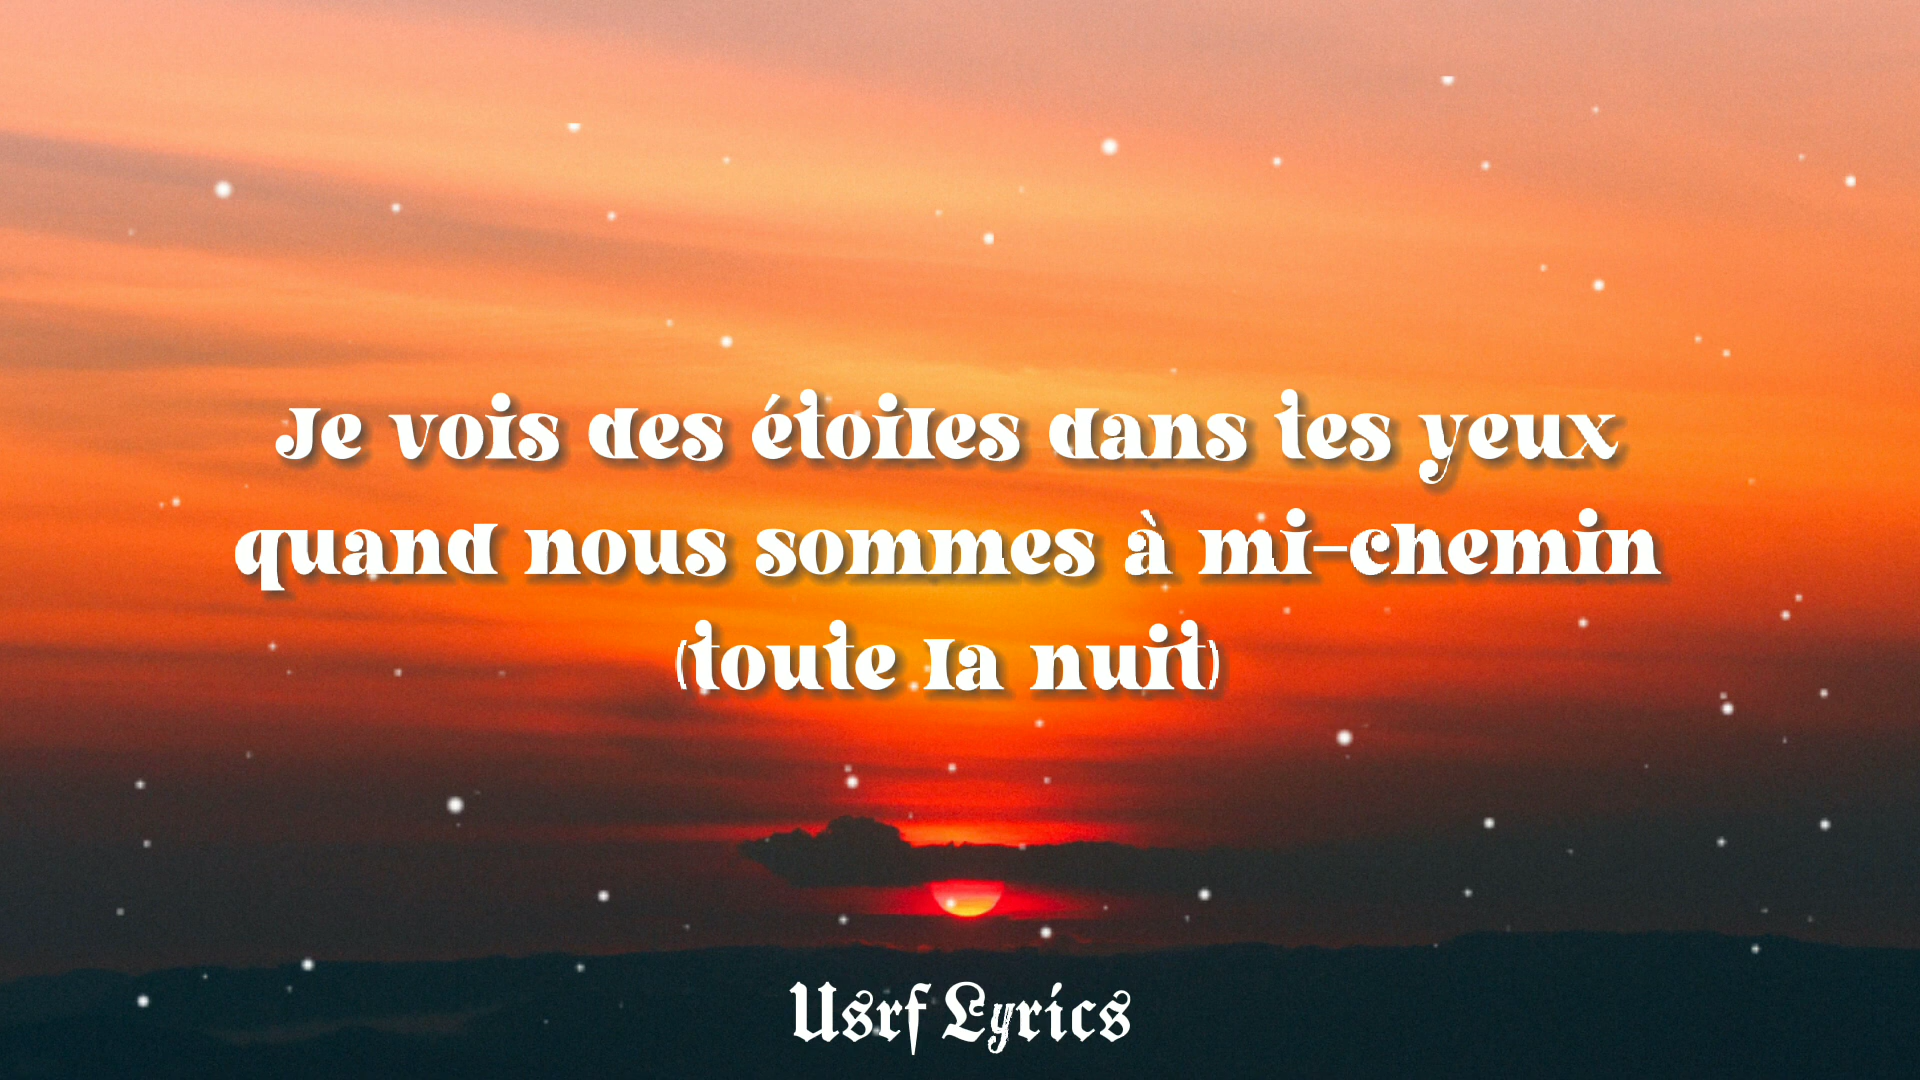 Je vois des étoiles dans tes yeux
quand nous sommes à mi-chemin
(toute la nuit)
Usrf Lyrics